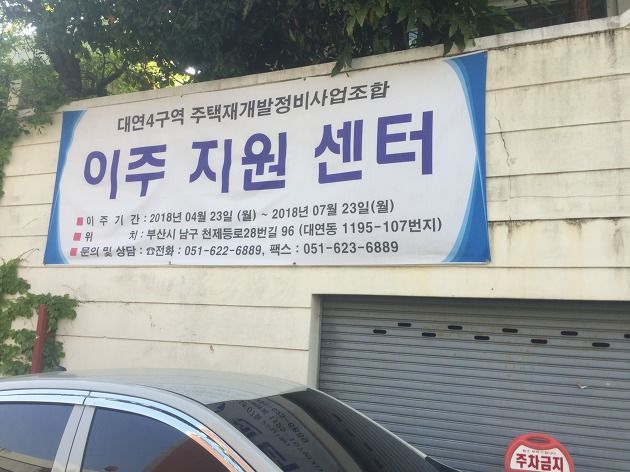 대연4구역 주택재개발정비사업조합
이주 지원 센터
■ 이 주 기 간 : 2018년 04월 23일 (월) ~ 2018년 07월 23일(월)
■ 위 치 : 부산시 남구 천제등로28번길 96 (대연동 1195-107번지)
■ 문의 및 상담 : ☎전화 : 051-622-6889, 팩스 : 051-623-6889
주차금지